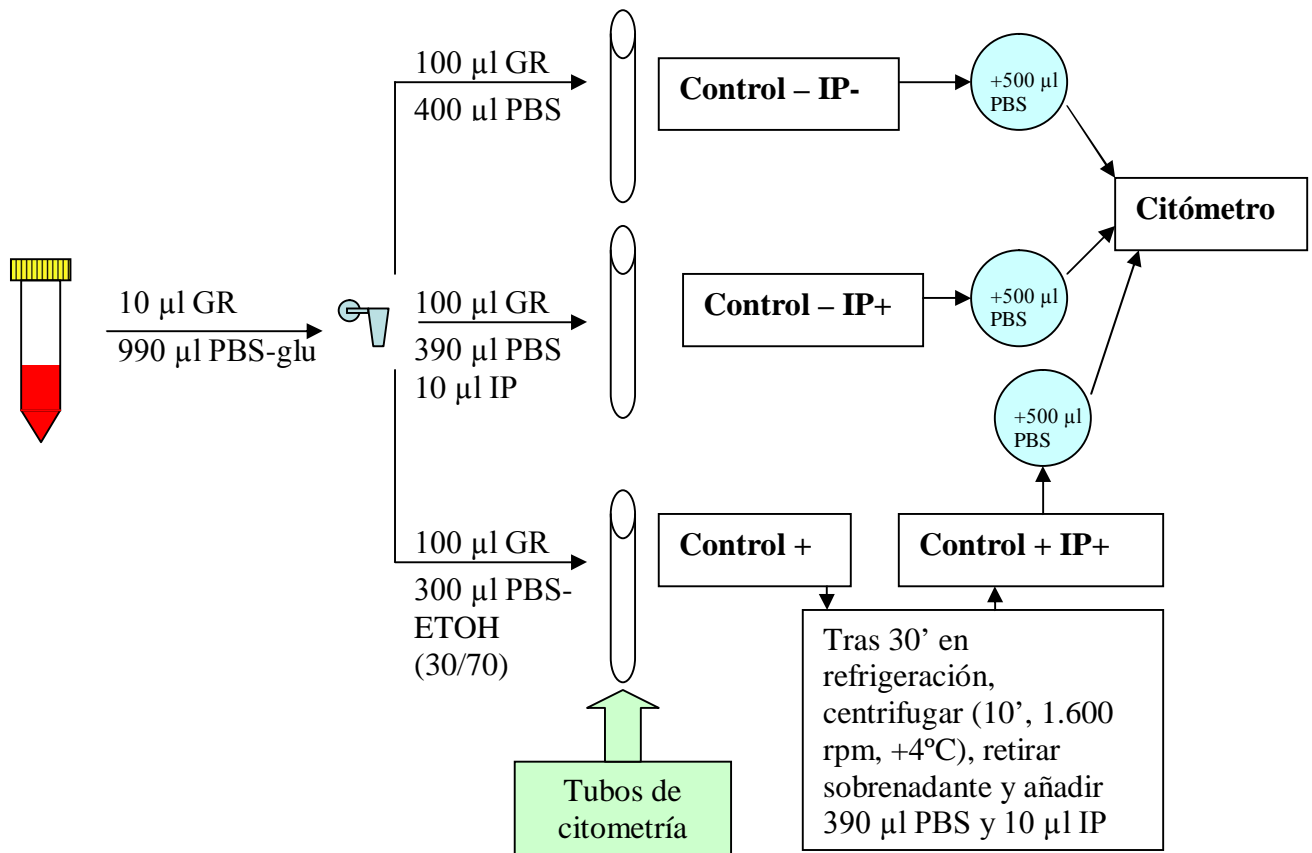 10 µl GR
990 µl PBS-glu
100 µl GR
400 µl PBS
Control – IP-
+500 µl
PBS
100 µl GR
390 µl PBS
10 µl IP
Control – IP+
+500 µl
PBS
Citómetro
100 µl GR
300 µl PBS-
ETOH
(30/70)
Control +
Tras 30’ en
refrigeración,
centrifugar (10’, 1.600
rpm, +4ºC), retirar
sobrenadante y añadir
390 µl PBS y 10 µl IP
Control + IP+
+500 µl
PBS
Tubos de
citometría